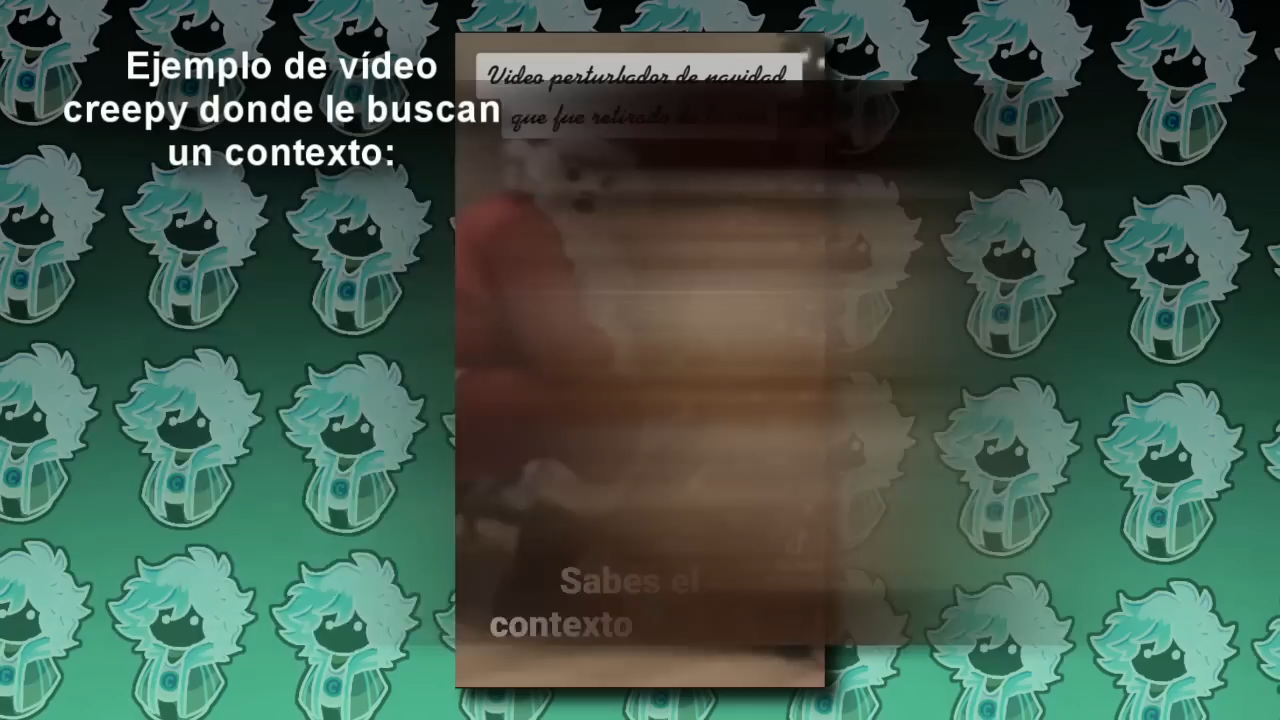 Ejemplo de vídeo
creepy donde le buscan
un contexto:
Video perturbador de navidad
que fue retirado de
Sabes el
contexto